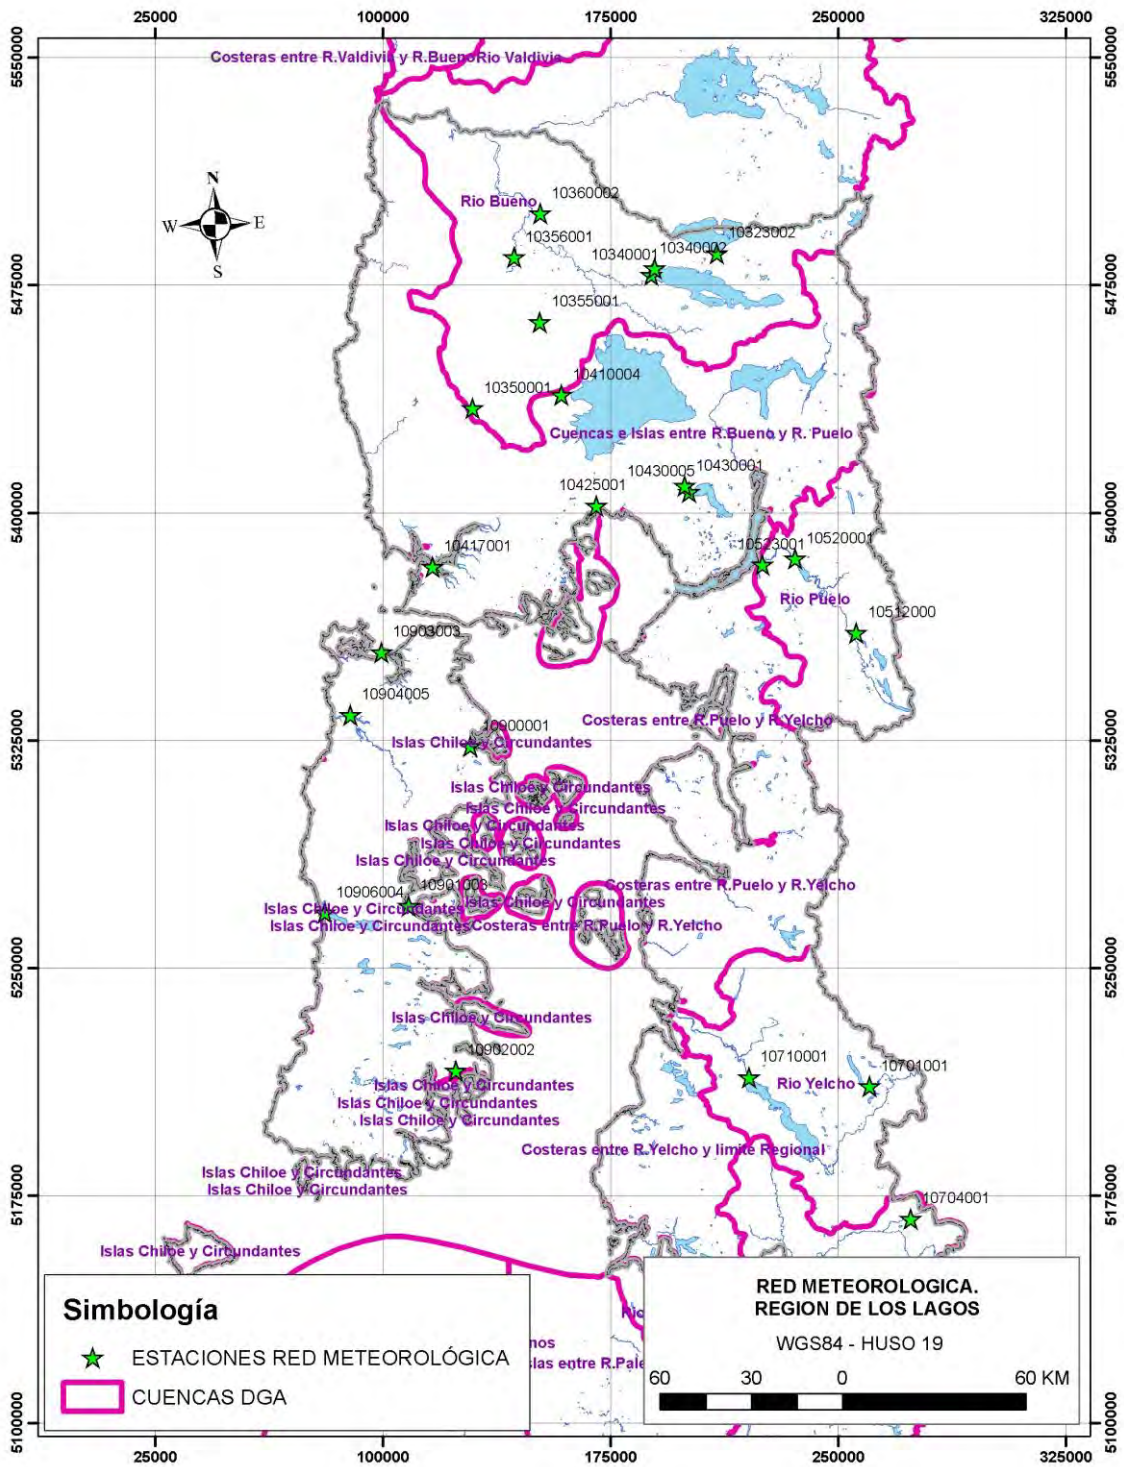 25000 100000 175000 250000 325000
5550000 5550000
Costeras entre R.Valdivia y R.Bueno Rio Valdivia
N
W E
S
10360002
Rio Bueno
10356001
10323002
10340001 10340002
5475000 5475000
10355001
10410004
10350001
Cuencas e Islas entre R.Bueno y R. Puelo
10430005 10430001
10425001
5400000 5400000
10417001
10523001 10520001
Rio Puelo
10512000
10903003
10904005
10900001
Costeras entre R.Puelo y R.Yelcho
5325000 5325000
Islas Chiloe y Circundantes
Islas Chiloe y Circundantes
Islas Chiloe y Circundantes
Islas Chiloe y Circundantes
Islas Chiloe y Circundantes
Islas Chiloe y Circundantes
10906004 10901003
Costeras entre R.Puelo y R.Yelcho
Islas Chiloe y Circundantes
Islas Chiloe y Circundantes
Islas Chiloe y Circundantes Costeras entre R.Puelo y R.Yelcho
5250000 5250000
Islas Chiloe y Circundantes
10902002
10710001
10701001
Rio Yelcho
Islas Chiloe y Circundantes
Islas Chiloe y Circundantes
Islas Chiloe y Circundantes
Costeras entre R.Yelcho y limite Regional
Islas Chiloe y Circundantes
Islas Chiloe y Circundantes
5175000 5175000
10704001
Islas Chiloe y Circundantes
Simbología
ESTACIONES RED METEOROLÓGICA
CUENCAS DGA
nos
slas entre R.Pale
RED METEOROLOGICA.
REGION DE LOS LAGOS
WGS84 - HUSO 19
60 30 0 60 KM
5100000 5100000
25000 100000 175000 250000 325000